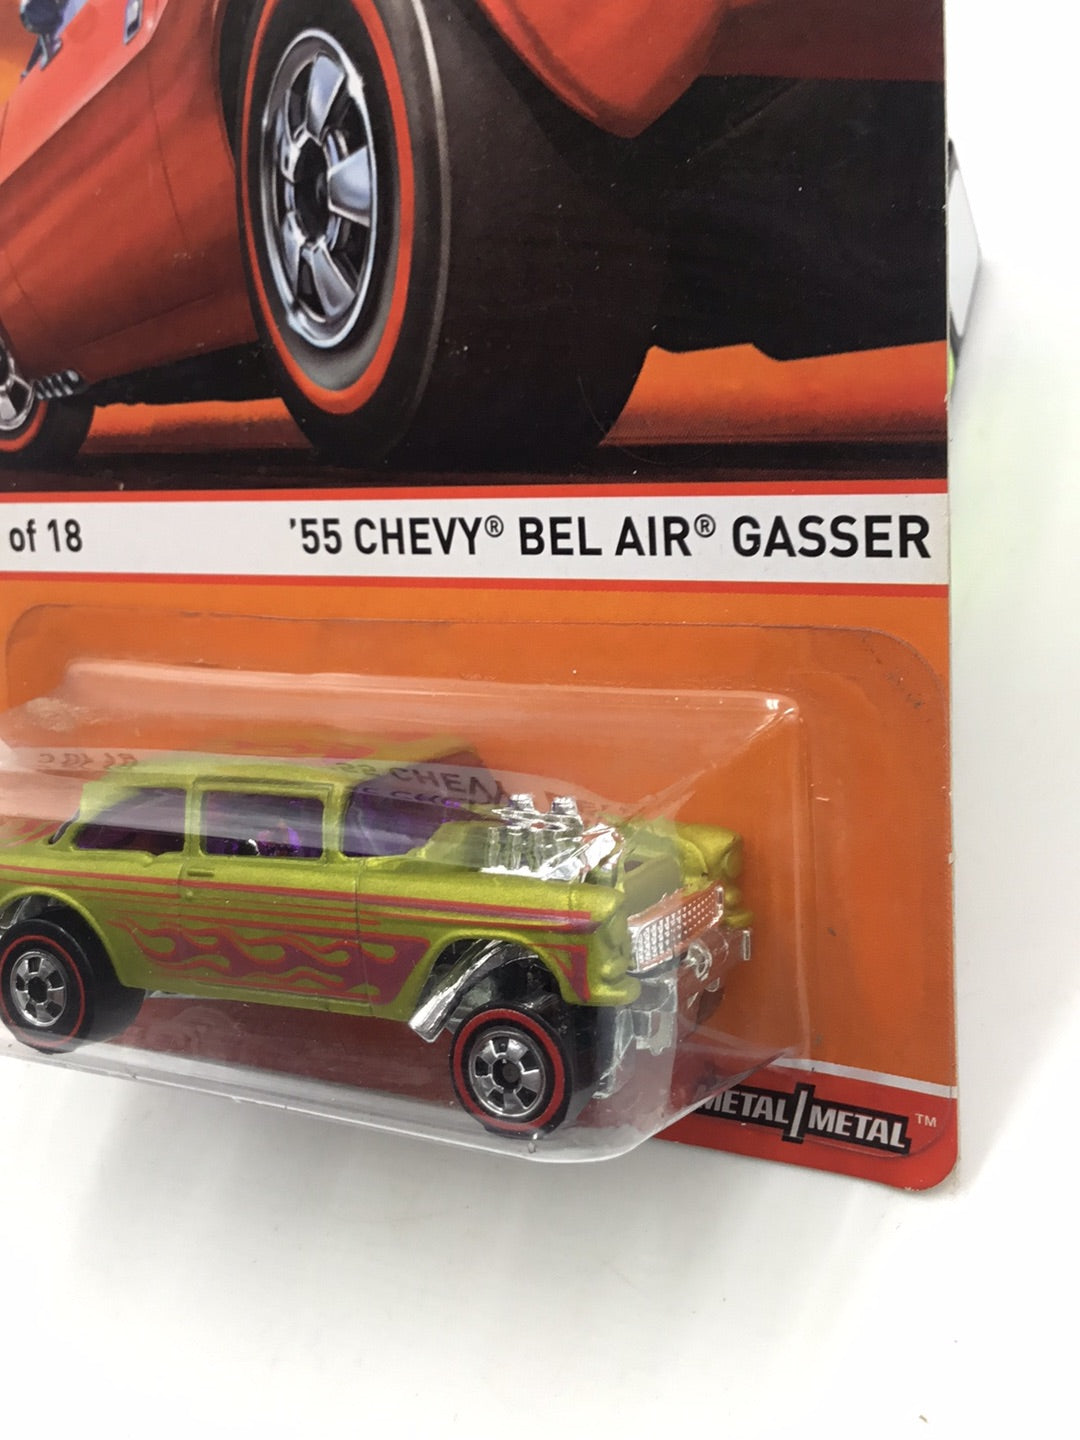 of 18 '55 CHEVY® BEL AIR® GASSER
METAL/METAL™